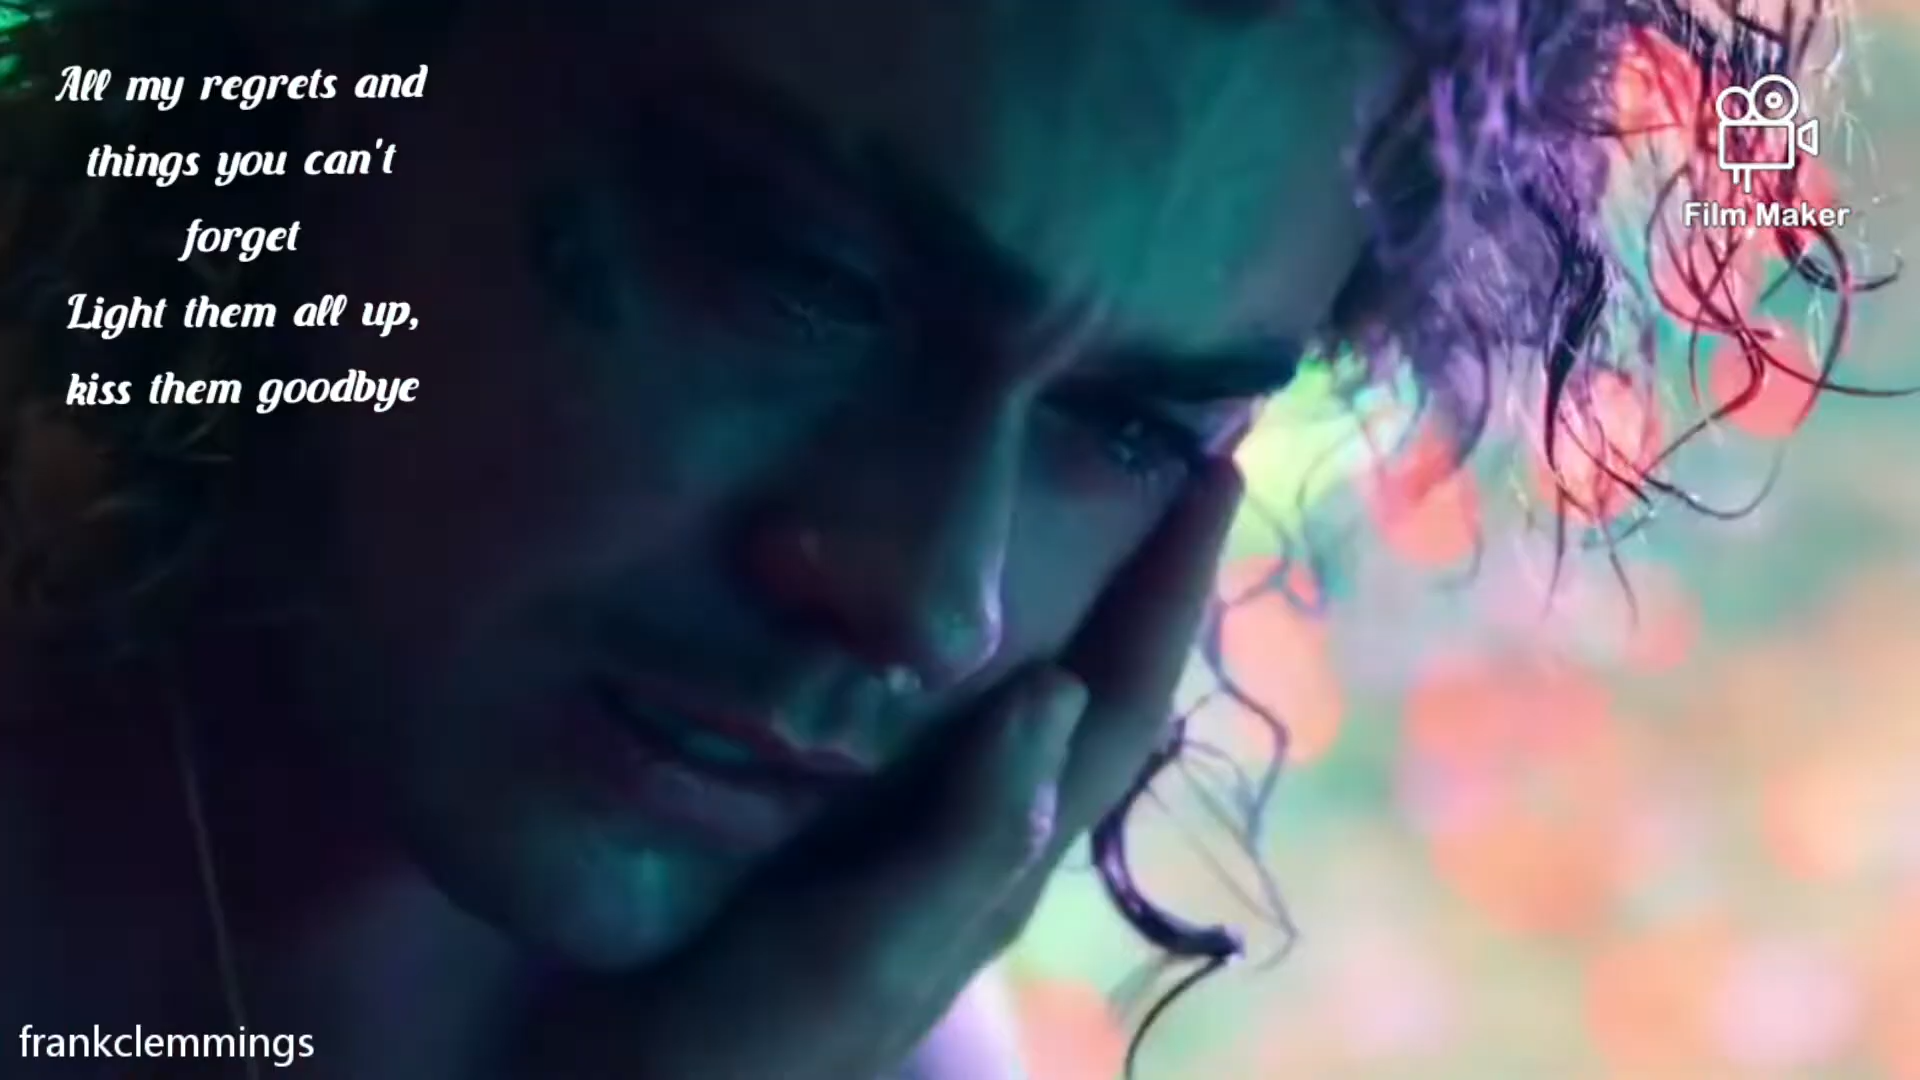 All my regrets and
things you can't
forget
Light them all up,
kiss them goodbye
Film Maker
frankclemmings